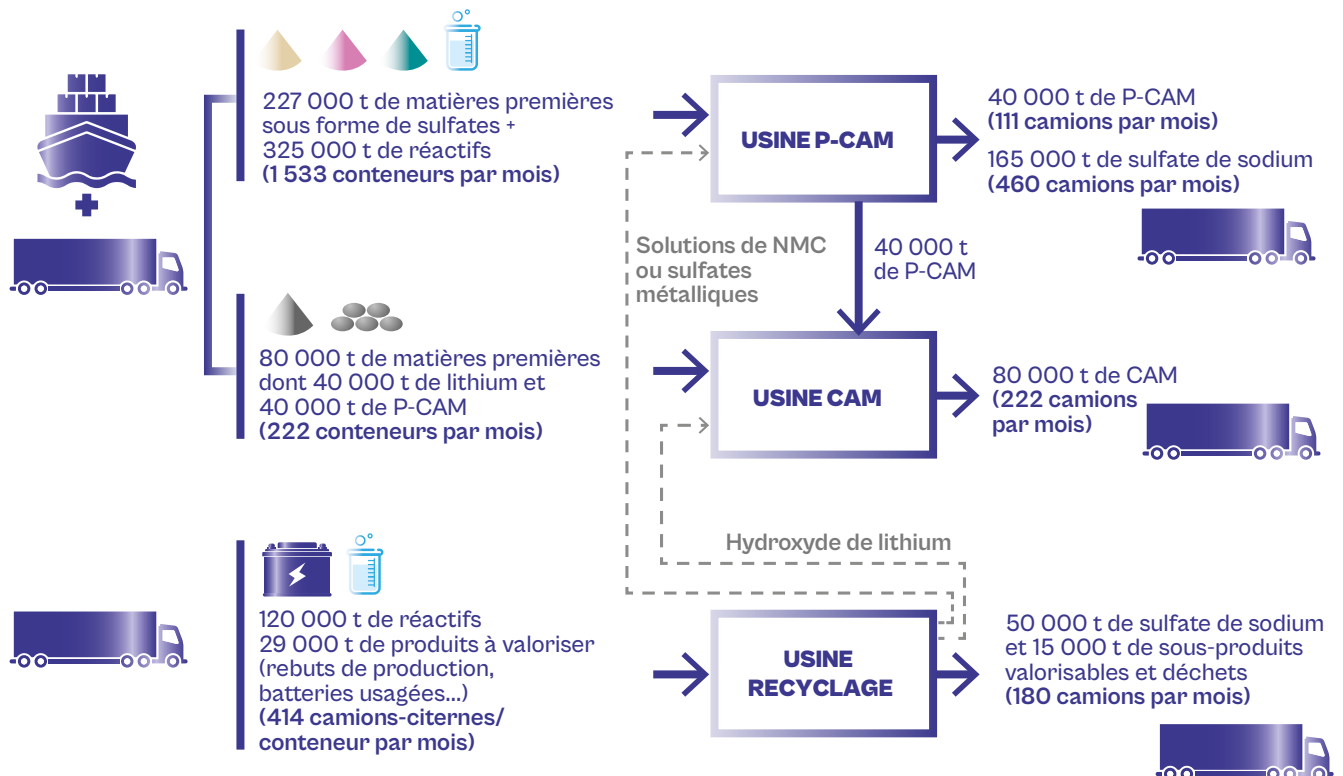 227 000 t de matières premières
sous forme de sulfates +
325 000 t de réactifs
(1 533 conteneurs par mois)
USINE P-CAM
40 000 t de P-CAM
(111 camions par mois)
165 000 t de sulfate de sodium
(460 camions par mois)
Solutions de NMC
ou sulfates
métalliques
40 000 t
de P-CAM
80 000 t de matières premières
dont 40 000 t de lithium et
40 000 t de P-CAM
(222 conteneurs par mois)
USINE CAM
80 000 t de CAM
(222 camions
par mois)
Hydroxyde de lithium
120 000 t de réactifs
29 000 t de produits à valoriser
(rebuts de production,
batteries usagées...)
(414 camions-citernes/
conteneur par mois)
USINE
RECYCLAGE
50 000 t de sulfate de sodium
et 15 000 t de sous-produits
valorisables et déchets
(180 camions par mois)